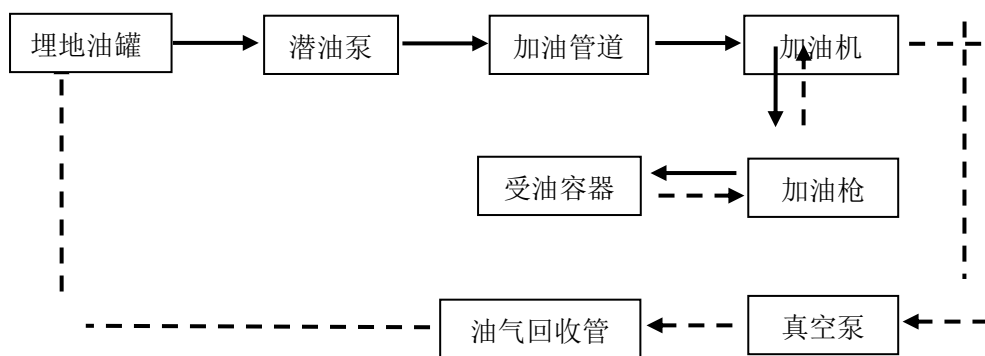 埋地油罐
潜油泵
加油管道
加油机
受油容器
加油枪
油气回收管
真空泵